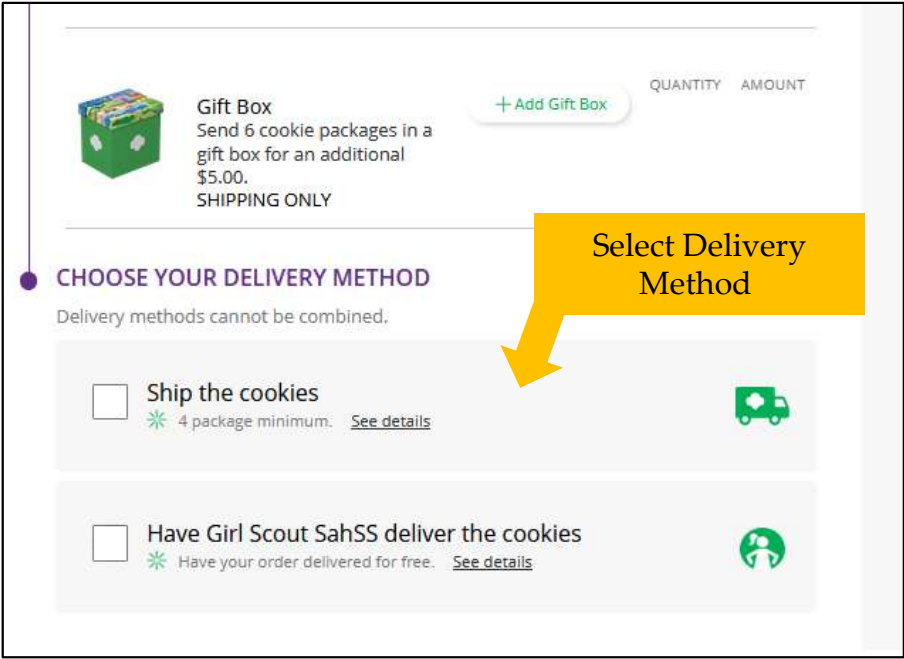 QUANTITY AMOUNT
Gift Box
+ Add Gift Box
Send 6 cookie packages in a
gift box for an additional
$5.00.
SHIPPING ONLY
Select Delivery
Method
CHOOSE YOUR DELIVERY METHOD
Delivery methods cannot be combined.
Ship the cookies
4 package minimum. See details
Have Girl Scout SahSS deliver the cookies
Have your order delivered for free. See details